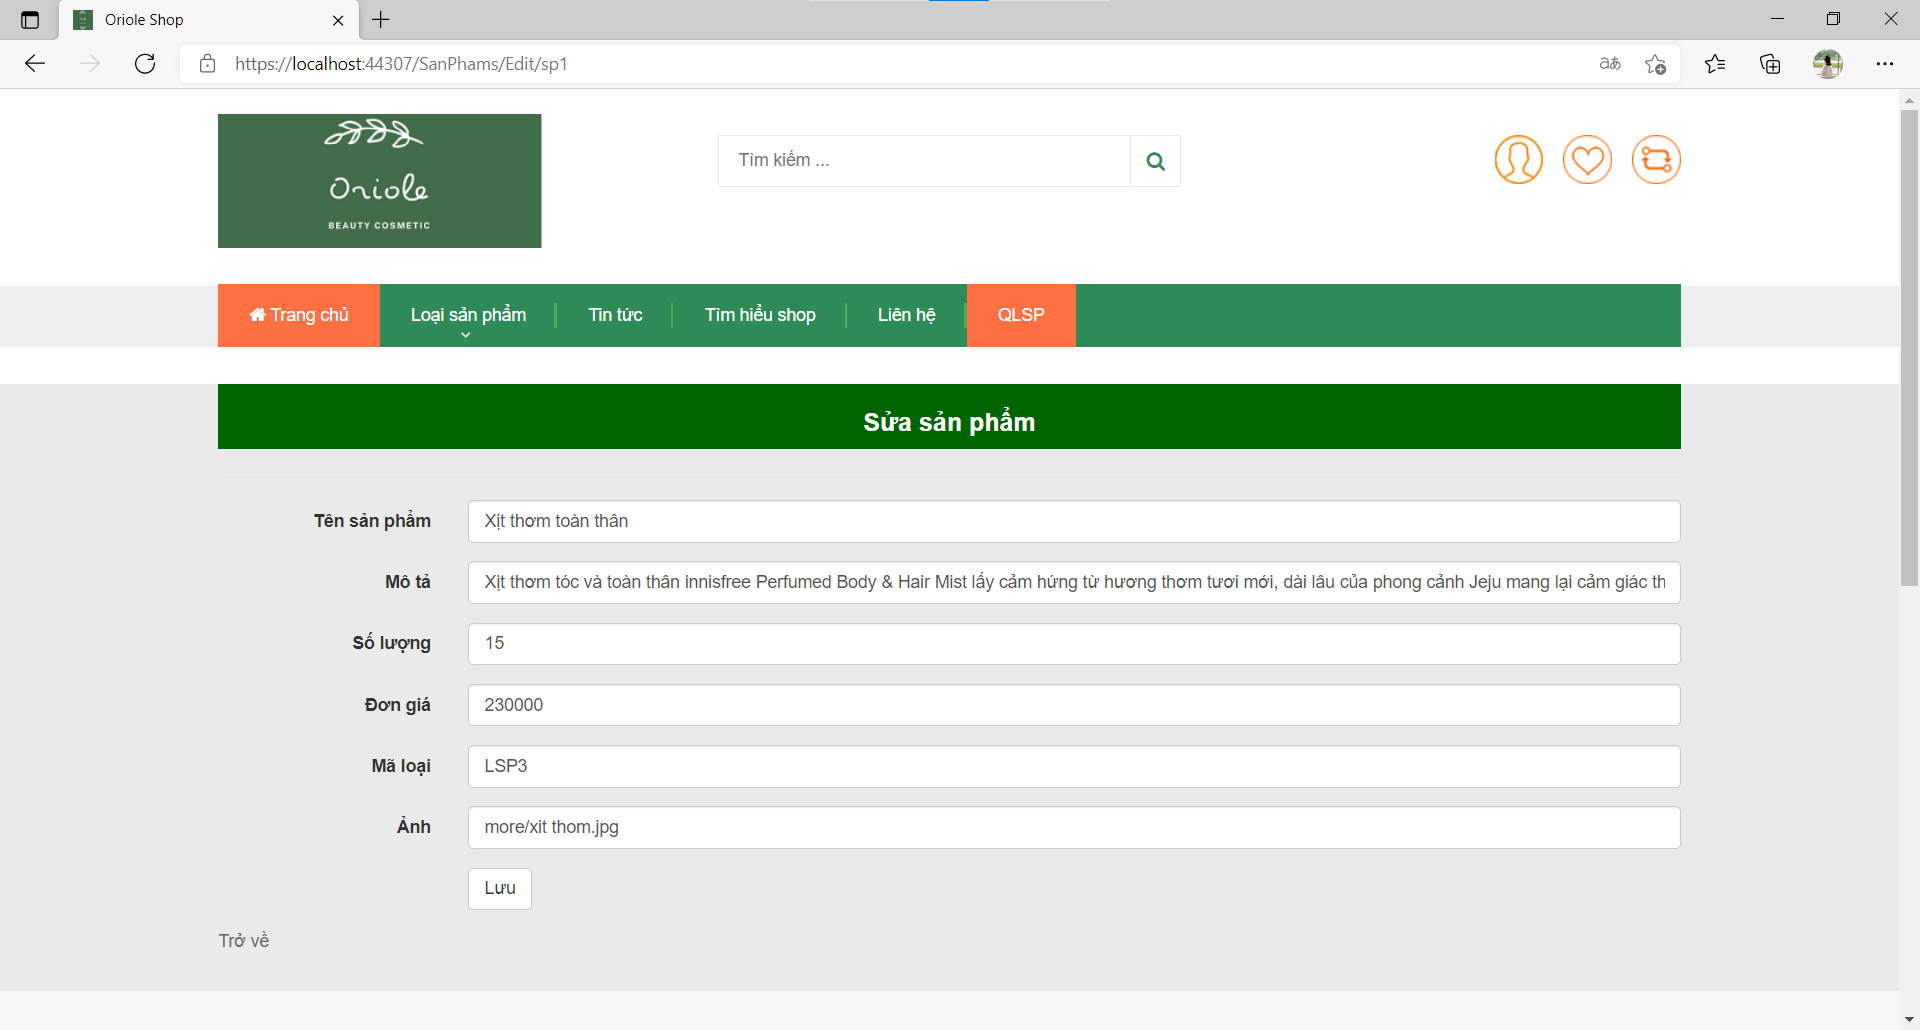 Oriole Shop
https://localhost:44307/SanPhams/Edit/sp1
Oriole
BEAUTY COSMETIC
Tìm kiếm ...
Trang chủ
Loại sản phẩm
Tin tức
Tìm hiểu shop
Liên hệ
QLSP
Sửa sản phẩm
Tên sản phẩm
Xịt thơm toàn thân
Mô tả
Xịt thơm tóc và toàn thân innisfree Perfumed Body & Hair Mist lấy cảm hứng từ hương thơm tươi mới, dài lâu của phong cảnh Jeju mang lại cảm giác th
Số lượng
15
Đơn giá
230000
Mã loại
LSP3
Ảnh
more/xit thom.jpg
Lưu
Trở về